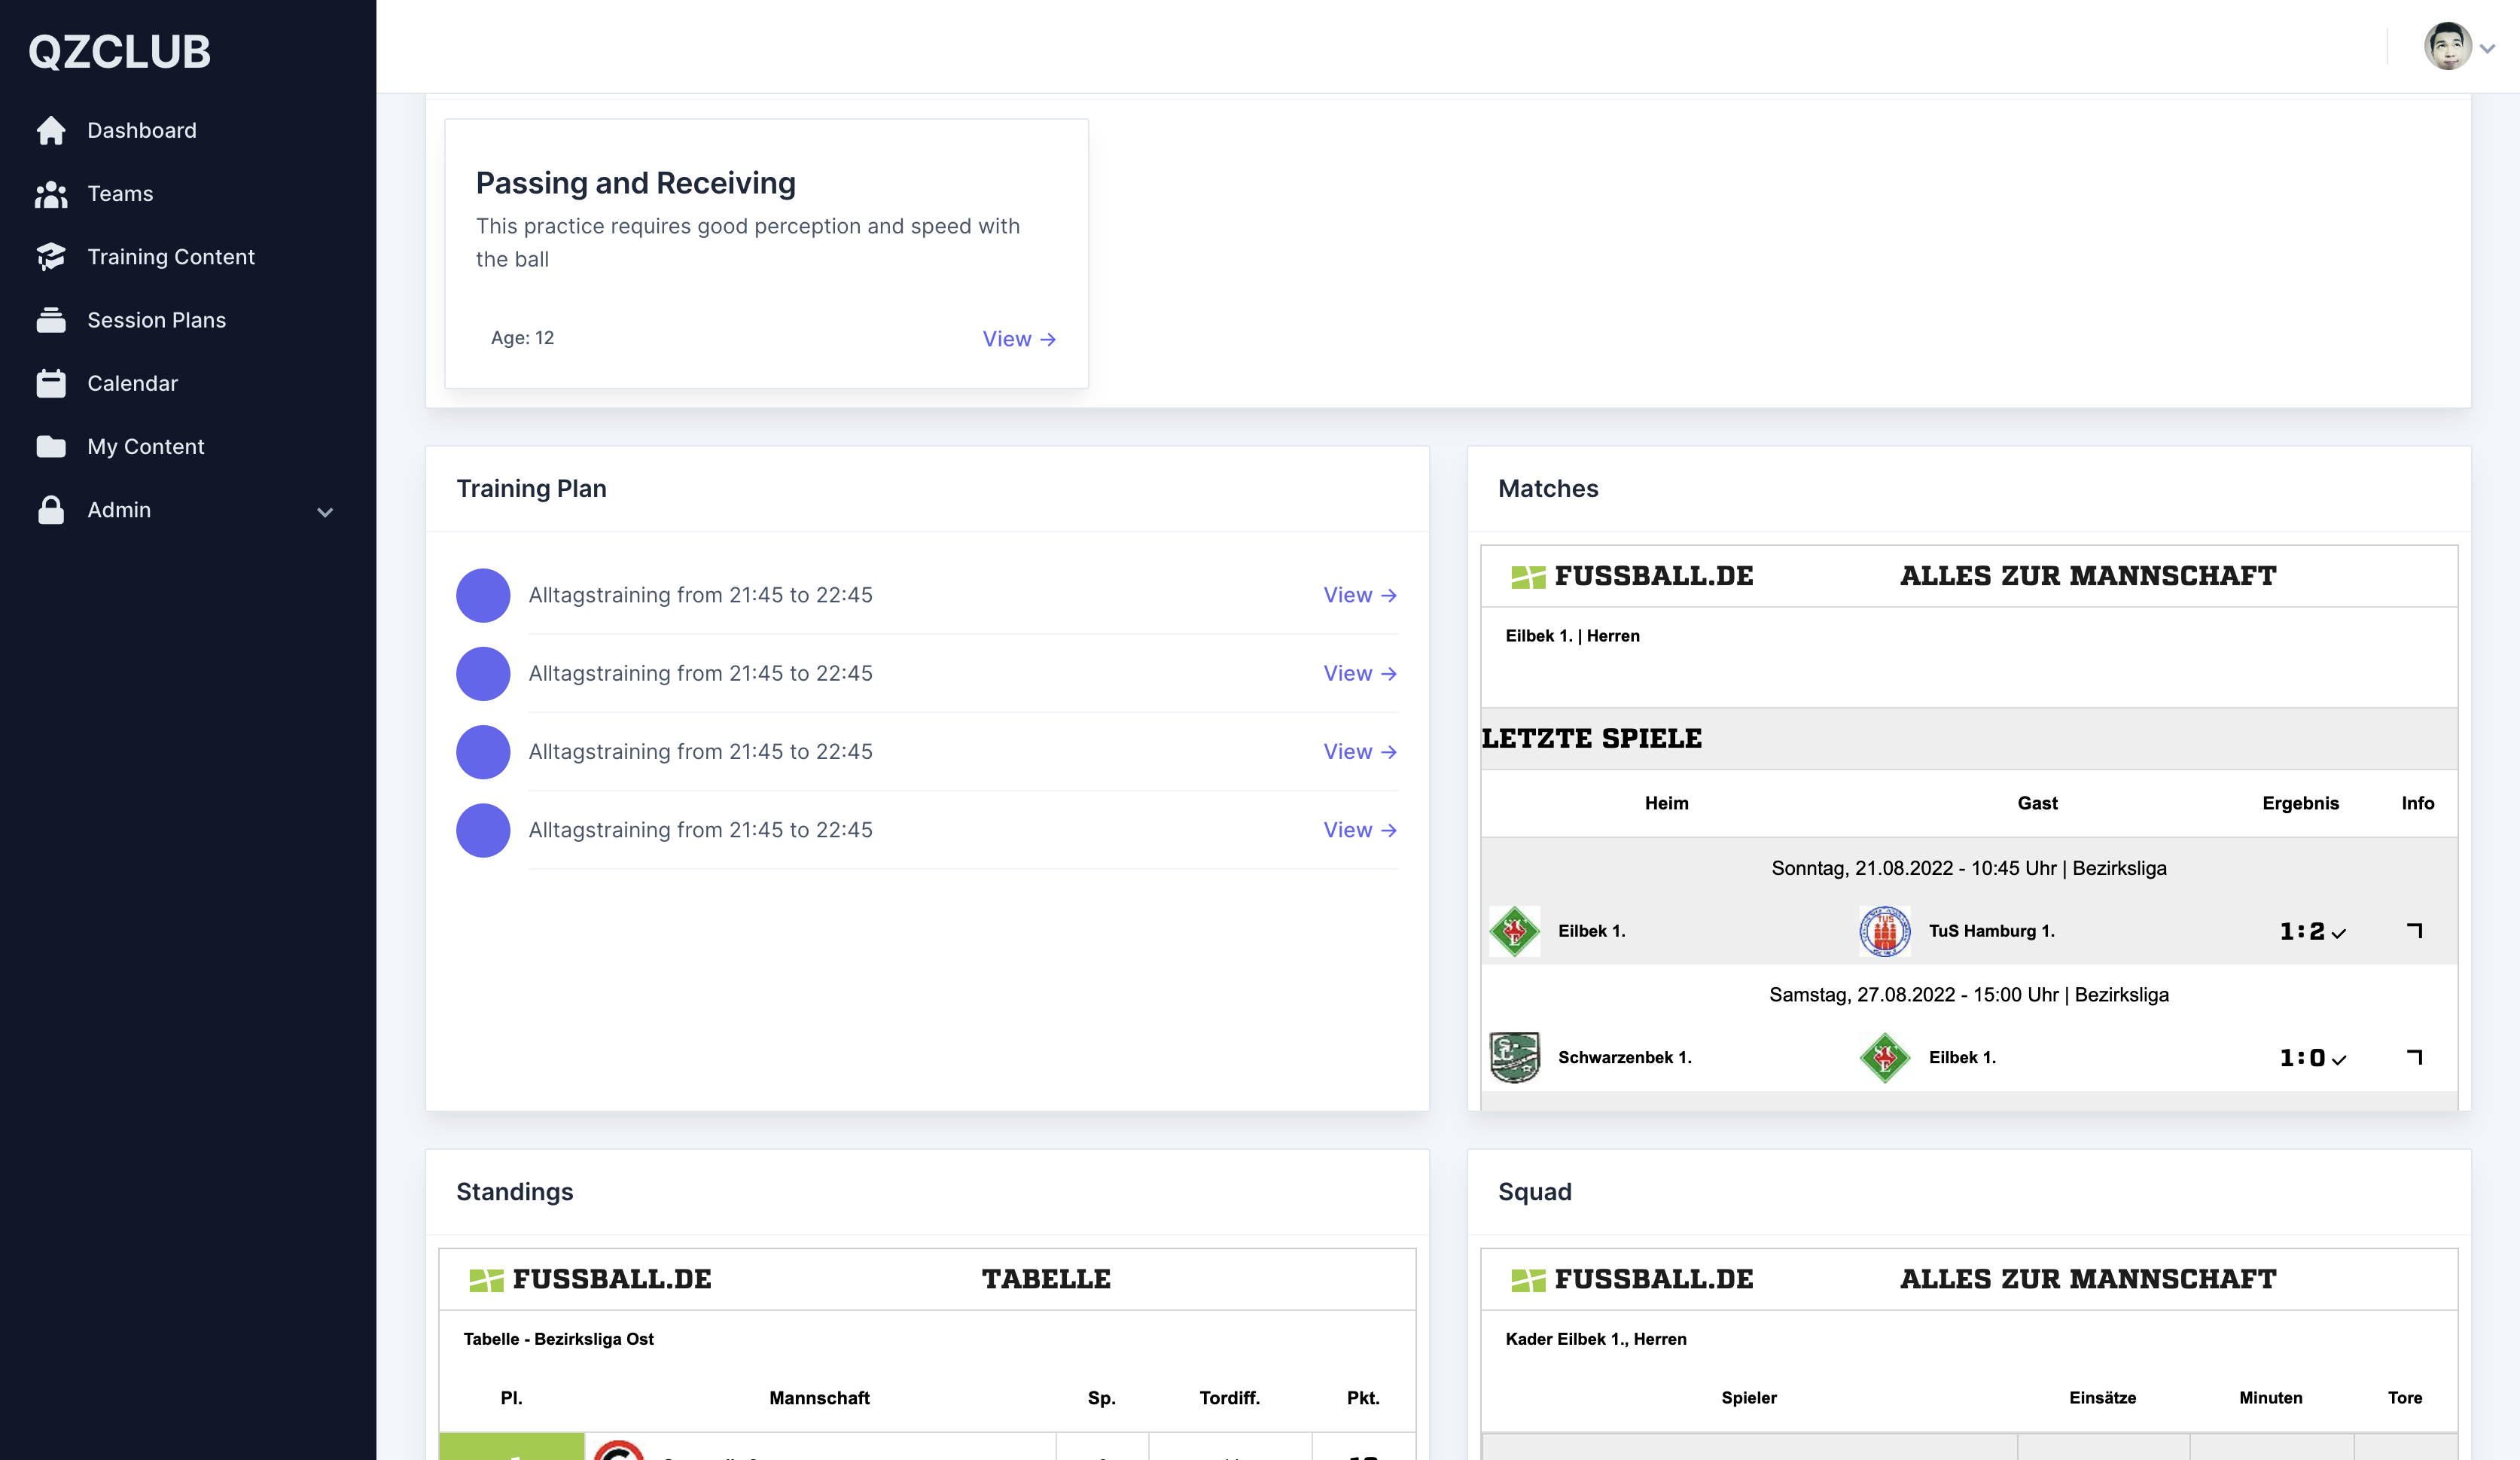 QZCLUB
Dashboard
Teams
Training Content
Session Plans
Calendar
My Content
Admin
Passing and Receiving
This practice requires good perception and speed with
the ball
Age: 12
View →
Training Plan
Alltagstraining from 21:45 to 22:45
View →
Alltagstraining from 21:45 to 22:45
View →
Alltagstraining from 21:45 to 22:45
View →
Alltagstraining from 21:45 to 22:45
View →
Matches
FUSSBALL.DE ALLES ZUR MANNSCHAFT
Eilbek 1. | Herren
LETZTE SPIELE
Heim Gast Ergebnis Info
Sonntag, 21.08.2022 - 10:45 Uhr | Bezirksliga
Eilbek 1. TuS Hamburg 1. 1:2
Samstag, 27.08.2022 - 15:00 Uhr | Bezirksliga
Schwarzenbek 1. Eilbek 1. 1:0
Standings
FUSSBALL.DE TABELLE
Tabelle - Bezirksliga Ost
Pl. Mannschaft Sp. Tordiff. Pkt.
Squad
FUSSBALL.DE ALLES ZUR MANNSCHAFT
Kader Eilbek 1., Herren
Spieler Einsätze Minuten Tore